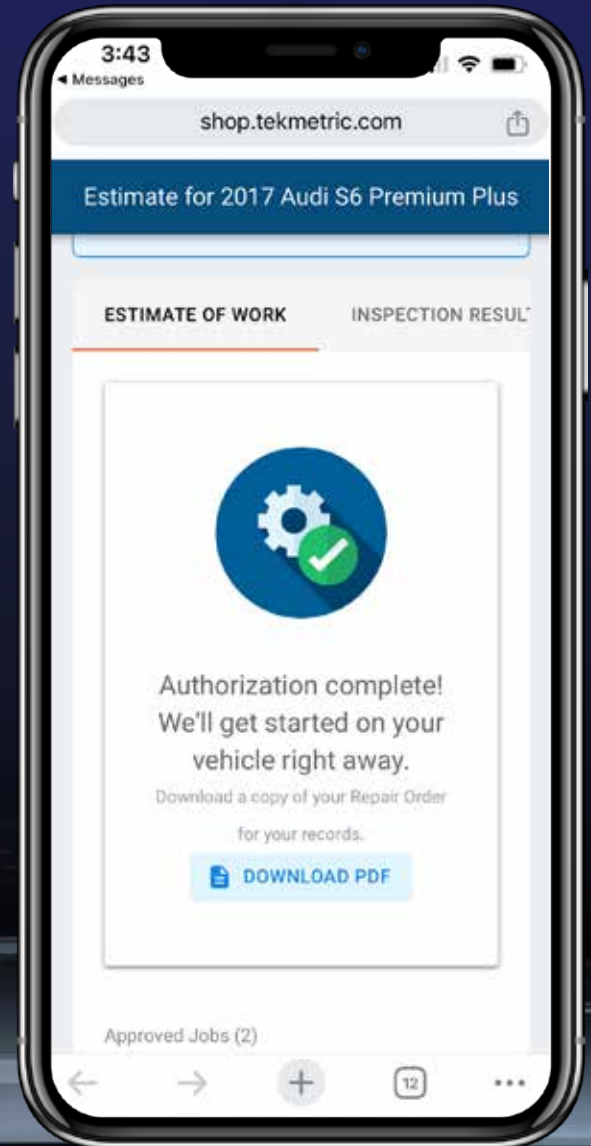 3:43
Messages
shop.tekmetric.com
Estimate for 2017 Audi S6 Premium Plus
ESTIMATE OF WORK INSPECTION RESUL
Authorization complete!
We'll get started on your
vehicle right away.
Download a copy of your Repair Order
for your records.
DOWNLOAD PDF
Approved Jobs (2)
12